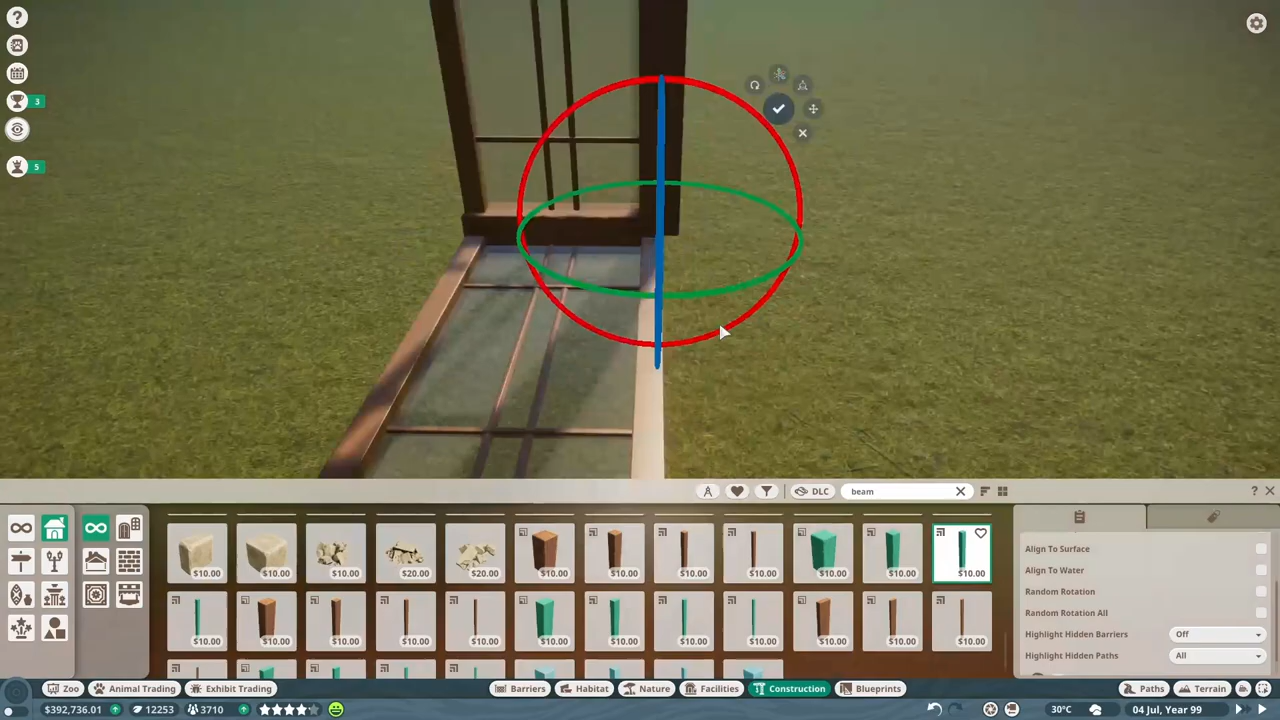 ?
3
5
DLC
beam
?
$10.00 $10.00 $10.00 $20.00 $20.00 $10.00 $10.00 $10.00 $10.00 $10.00 $10.00 $10.00
$10.00 $10.00 $10.00 $10.00 $10.00 $10.00 $10.00 $10.00 $10.00 $10.00 $10.00 $10.00
Align To Surface
Align To Water
Random Rotation
Random Rotation All
Highlight Hidden Barriers Off
Highlight Hidden Paths All
Zoo Animal Trading Exhibit Trading Barriers Habitat Nature Facilities Construction Blueprints Paths Terrain
$392,736.01 12253 3710 30°C 04 Jul, Year 99